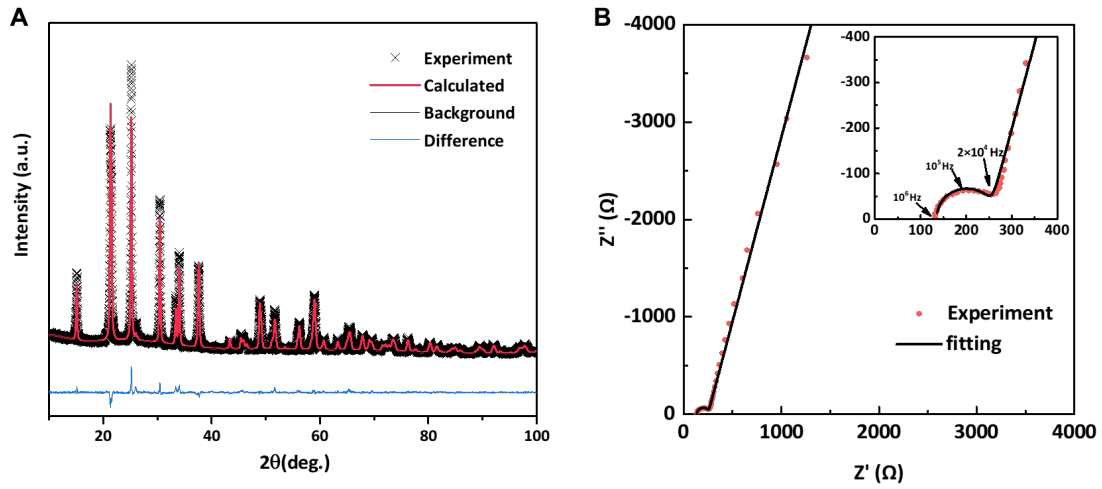 A
Experiment
Calculated
Background
Difference
Intensity (a.u.)
20 40 60 80 100
2θ(deg.)
B
-4000
-3000
-2000
-1000
0
0 1000 2000 3000 4000
Z'' (Ω)
Z' (Ω)
-400
-300
-200
-100
0
0 100 200 300 400
10⁶Hz
10⁵Hz
2×10⁴ Hz
Experiment
fitting